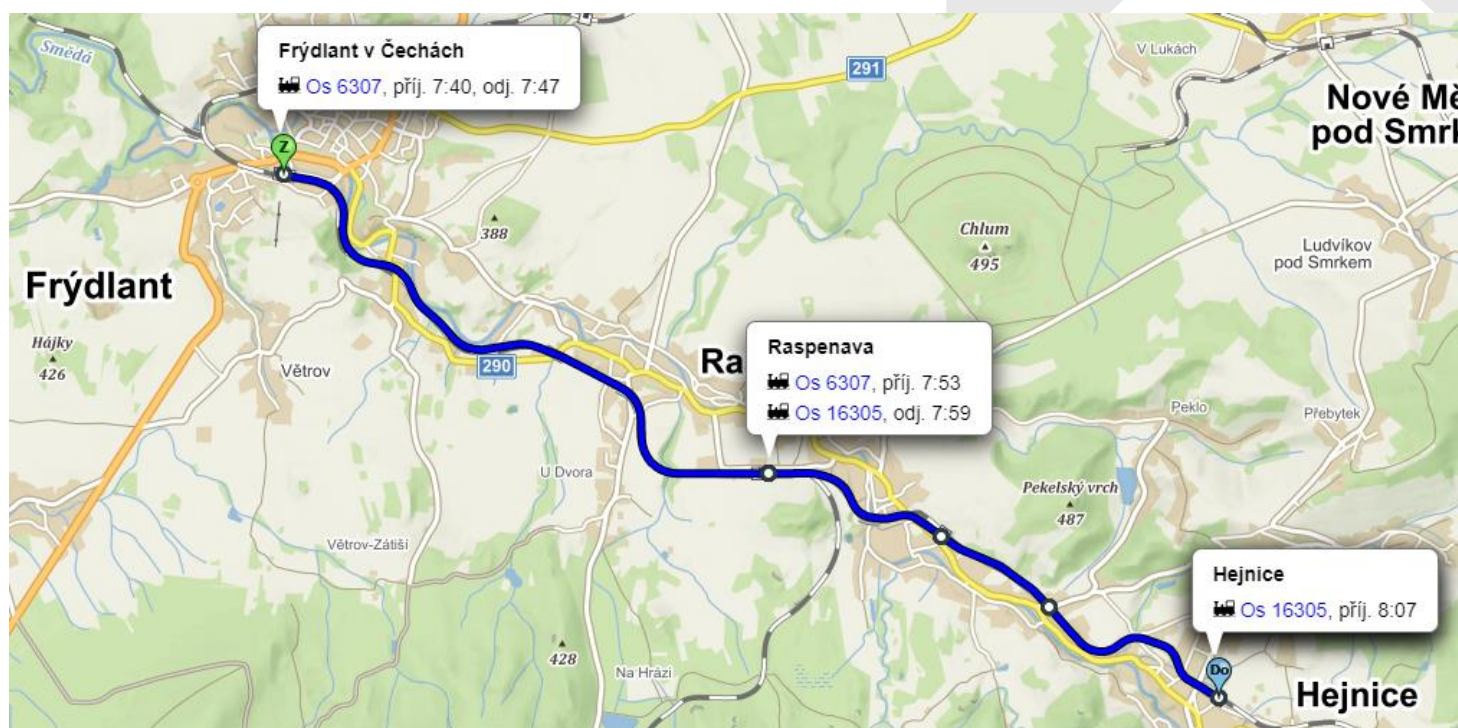 Smědá
Frýdlant v Čechách
Os 6307, příj. 7:40, odj. 7:47
291
V Lukách
Nové Mě
pod Smrk
Z
388
Chlum
495
Ludvíkov
pod Smrkem
Frýdlant
Hájky
426
Větrov
290
Ra
Raspenava
Os 6307, příj. 7:53
Os 16305, odj. 7:59
Peklo
Přebytek
U Dvora
Pekelský vrch
487
Větrov-Zátiší
Hejnice
Os 16305, příj. 8:07
428
Na Hrázi
Do
Hejnice